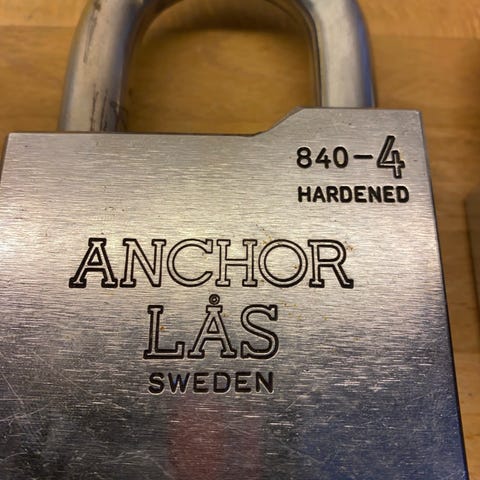 840-4
HARDENED
ANCHOR
LÅS
SWEDEN